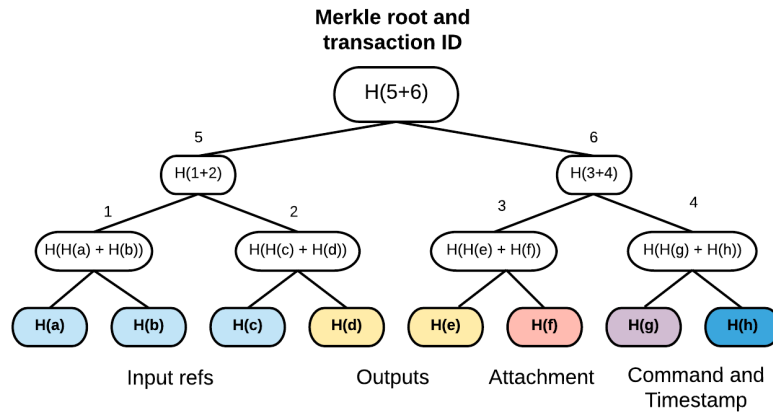 Merkle root and
transaction ID
H(5+6)
5
6
H(1+2)
H(3+4)
1
2
3
4
H(H(a) + H(b))
H(H(c) + H(d))
H(H(e) + H(f))
H(H(g) + H(h))
H(a)
H(b)
H(c)
H(d)
H(e)
H(f)
H(g)
H(h)
Input refs
Outputs
Attachment
Command and
Timestamp